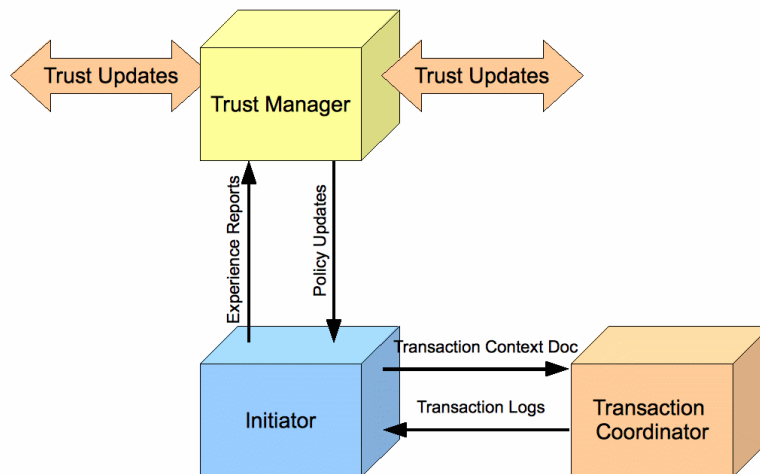 Trust Updates
Trust Updates
Trust Manager
Experience Reports
Policy Updates
Transaction Context Doc
Transaction Logs
Initiator
Transaction
Coordinator